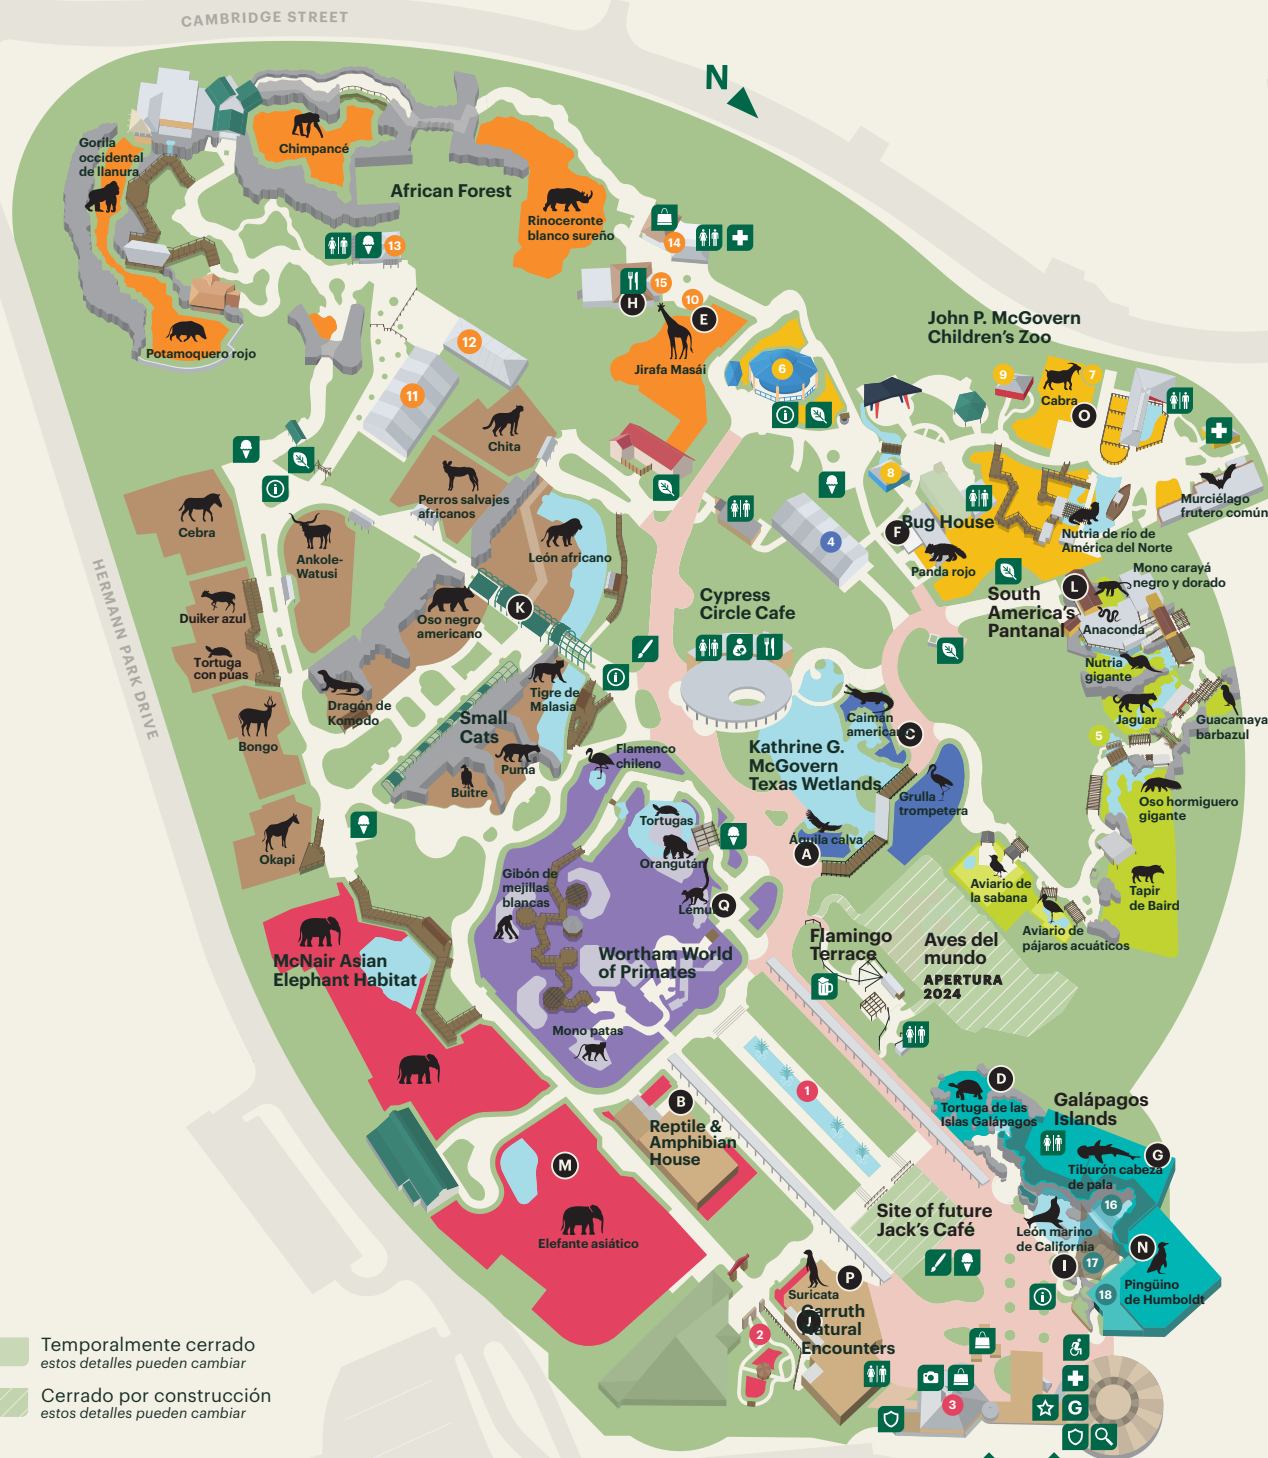 CAMBRIDGE STREET
N
Gorila
occidental
de llanura
Chimpancé
African Forest
Rinoceronte
blanco sureño
13
14
15
10
H
E
Potamoquero rojo
12
11
Jirafa Masái
6
John P. McGovern
Children's Zoo
9
7
Cabra
O
Chita
Perros salvajes
africanos
8
Murciélago
frutero común
Cebra
Ankole-
Watusi
León africano
4
F
Bug House
Nutria de río de
América del Norte
Panda rojo
HERMANN PARK DRIVE
Duiker azul
Oso negro
americano
K
Cypress
Circle Cafe
South
America's
Pantanal
L
Mono carayá
negro y dorado
Anaconda
Tortuga
con púas
Nutria
gigante
Dragón de
Komodo
Tigre de
Malasia
Jaguar
Guacamaya
barbazul
Bongo
Small
Cats
Caimán
americano
C
5
Puma
Buitre
Flamenco
chileno
Kathrine G.
McGovern
Texas Wetlands
Grulla
trompetera
Oso hormiguero
gigante
Okapi
Tortugas
Orangután
Águila calva
A
Gibón de
mejillas
blancas
Lémur
Q
Aviario de
la sabana
Tapir
de Baird
Aviario de
pájaros acuáticos
McNair Asian
Elephant Habitat
Wortham World
of Primates
Flamingo
Terrace
Aves del
mundo
APERTURA
2024
Mono patas
1
D
Tortuga de las
Islas Galápagos
Galápagos
Islands
B
Reptile &
Amphibian
House
G
Tiburón cabeza
de pala
M
Elefante asiático
Site of future
Jack's Café
16
León marino
de California
I
17
N
Pingüino
de Humboldt
18
Suricata
P
J
Carruth
Natural
Encounters
2
3
G
Temporalmente cerrado
estos detalles pueden cambiar
Cerrado por construcción
estos detalles pueden cambiar